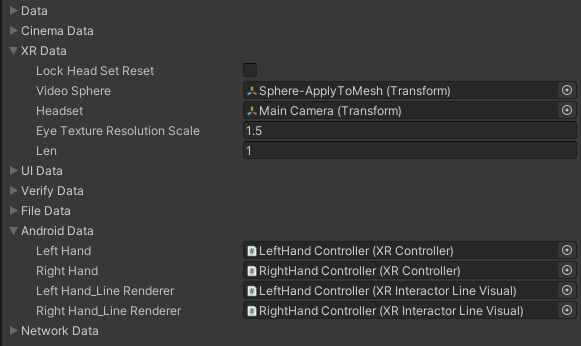 Data
Cinema Data
XR Data
Lock Head Set Reset
Video Sphere Sphere-ApplyToMesh (Transform)
Headset Main Camera (Transform)
Eye Texture Resolution Scale 1.5
Len 1
UI Data
Verify Data
File Data
Android Data
Left Hand LeftHand Controller (XR Controller)
Right Hand RightHand Controller (XR Controller)
Left Hand_Line Renderer LeftHand Controller (XR Interactor Line Visual)
Right Hand_Line Renderer RightHand Controller (XR Interactor Line Visual)
Network Data